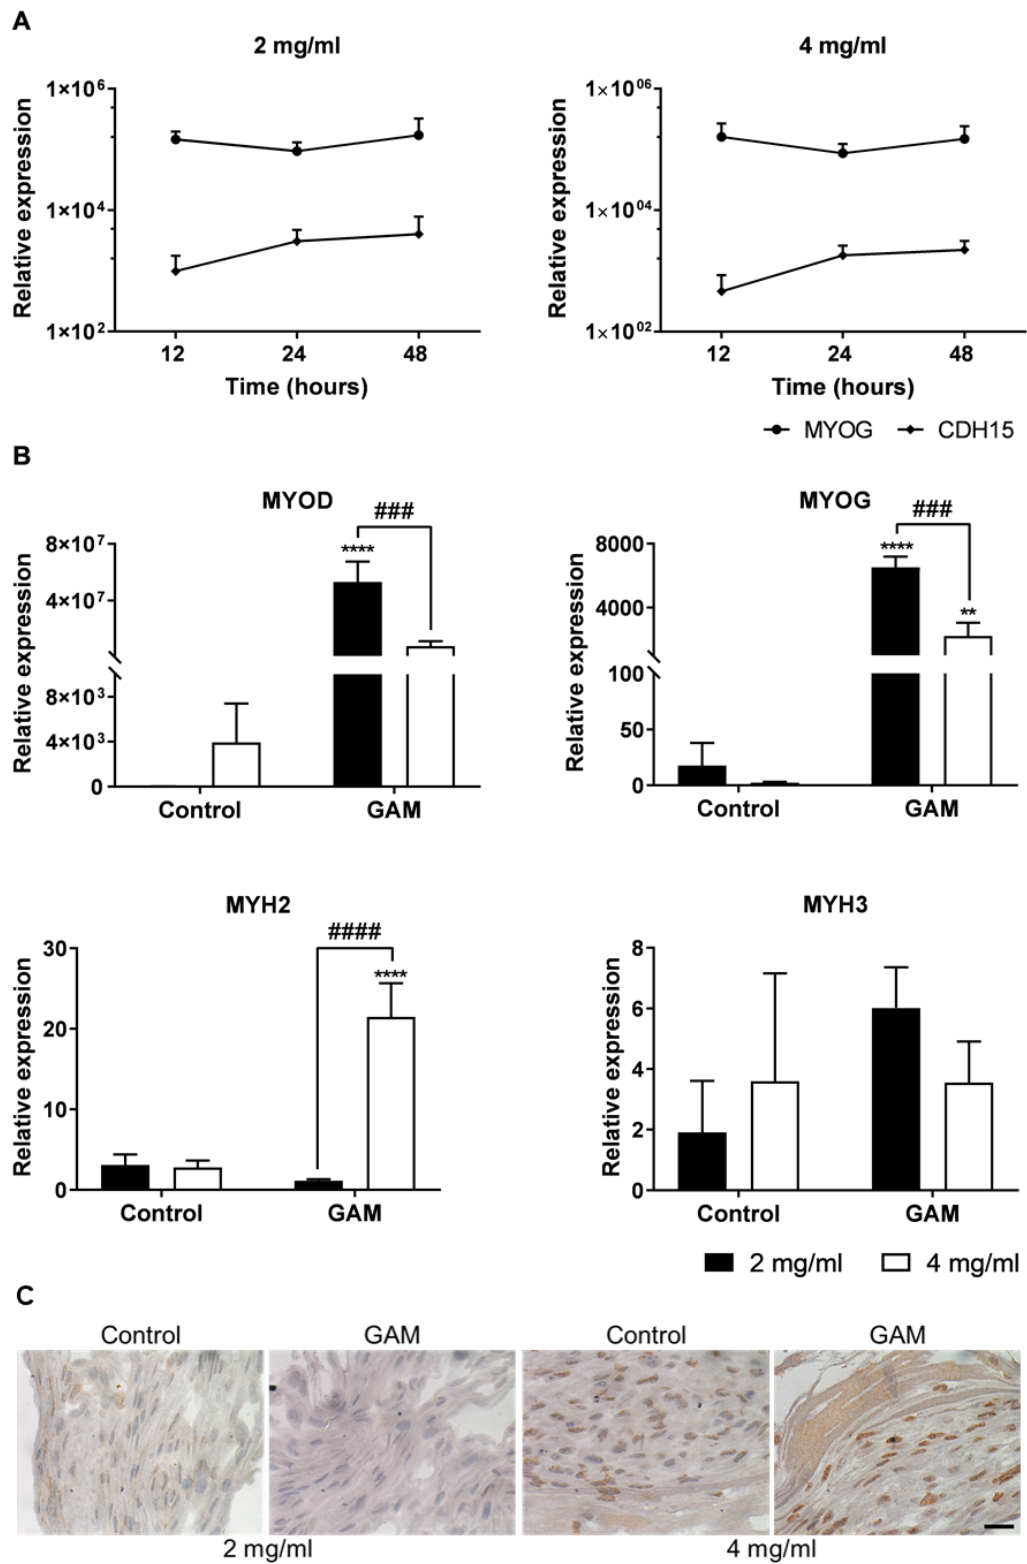 A
2 mg/ml
4 mg/ml
Relative expression
1×10⁶
1×10⁴
1×10²
12 24 48
Time (hours)
Relative expression
1×10⁰⁶
1×10⁰⁴
1×10⁰²
12 24 48
Time (hours)
MYOG CDH15
B
MYOD
###
****
Relative expression
8×10⁷
4×10⁷
8×10³
4×10³
0
Control GAM
MYOG
###
****
**
Relative expression
8000
4000
100
50
0
Control GAM
MYH2
####
****
Relative expression
30
20
10
0
Control GAM
MYH3
Relative expression
8
6
4
2
0
Control GAM
2 mg/ml 4 mg/ml
C
Control GAM Control GAM
2 mg/ml 4 mg/ml